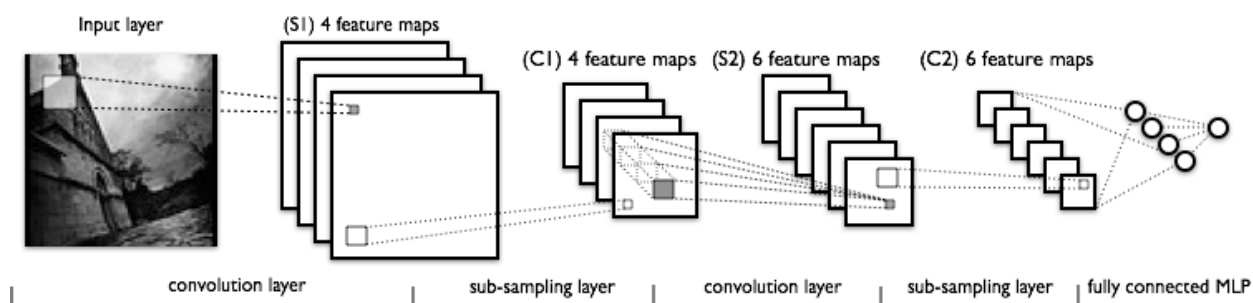 Input layer
(S1) 4 feature maps
(C1) 4 feature maps
(S2) 6 feature maps
(C2) 6 feature maps
convolution layer
sub-sampling layer
convolution layer
sub-sampling layer
fully connected MLP